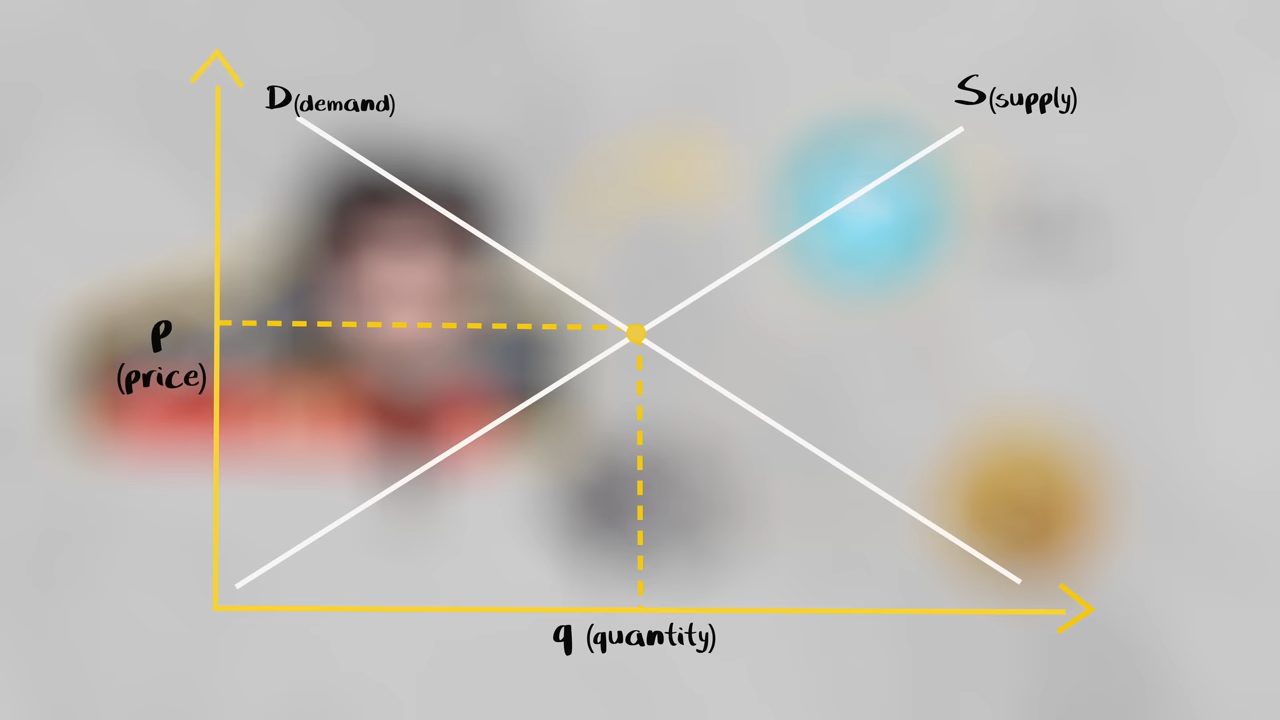 D(demand)
S(supply)
p
(price)
q (quantity)